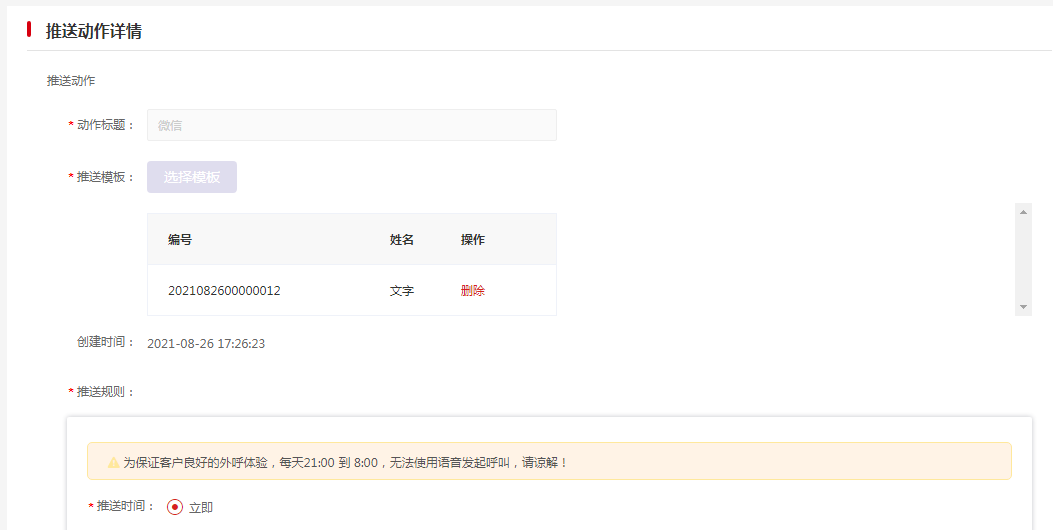 推送动作详情
推送动作
* 动作标题： 微信
* 推送模板： 选择模板
编号 姓名 操作
2021082600000012 文字 删除
创建时间： 2021-08-26 17:26:23
* 推送规则：
为保证客户良好的外呼体验，每天21:00 到 8:00，无法使用语音发起呼叫，请谅解！
* 推送时间： 立即